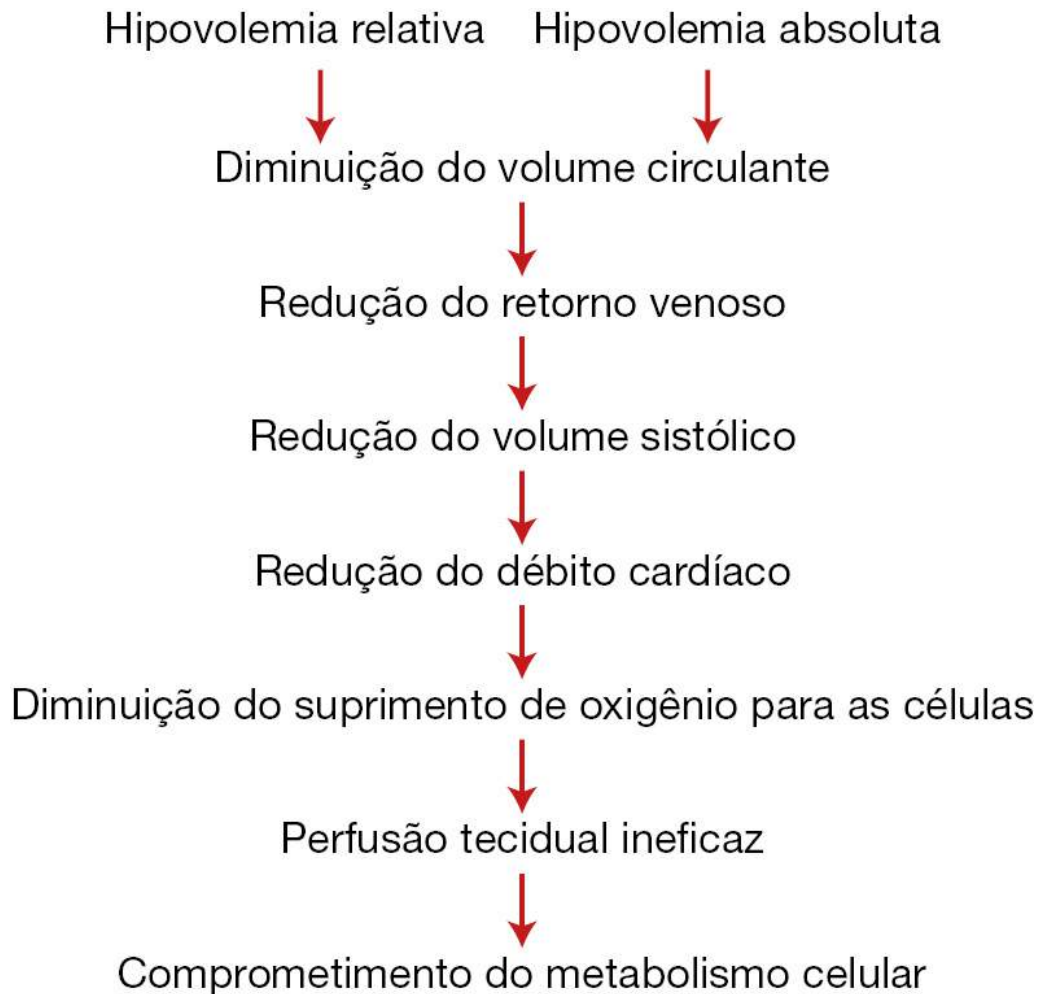 Hipovolemia relativa Hipovolemia absoluta
Diminuição do volume circulante
Redução do retorno venoso
Redução do volume sistólico
Redução do débito cardíaco
Diminuição do suprimento de oxigênio para as células
Perfusão tecidual ineficaz
Comprometimento do metabolismo celular